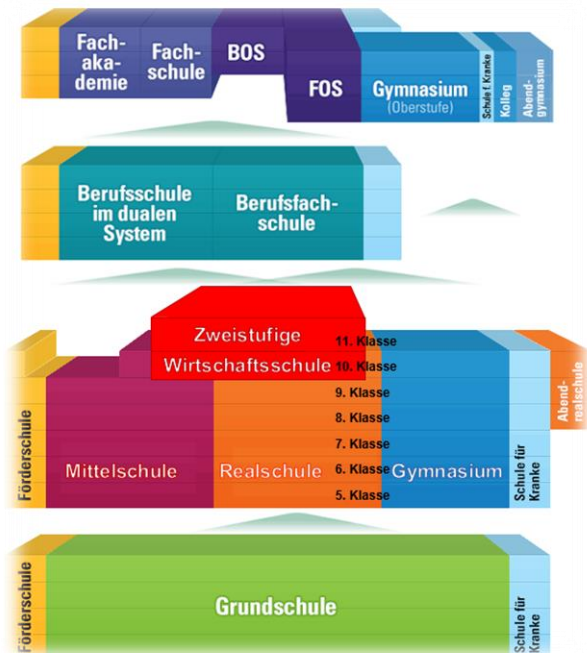 Fach-
aka-
demie
Fach-
schule
BOS
FOS
Gymnasium
(Oberstufe)
Schule f. Kranke
Kolleg
Abend-
gymnasium
Berufsschule
im dualen
System
Berufsfach-
schule
Zweistufige
Wirtschaftsschule
11. Klasse
10. Klasse
9. Klasse
8. Klasse
7. Klasse
6. Klasse
5. Klasse
Förderschule
Mittelschule
Realschule
Gymnasium
Schule für
Kranke
Abend-
realschule
Förderschule
Grundschule
Schule für
Kranke